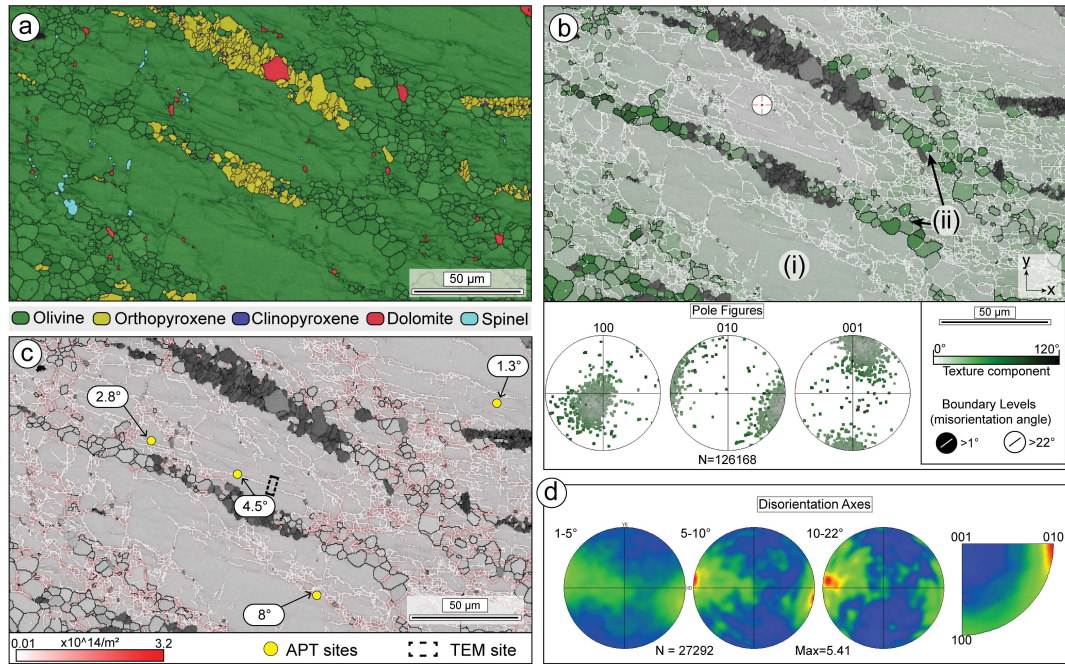 a
50 µm
Olivine Orthopyroxene Clinopyroxene Dolomite Spinel
b
(ii)
(i)
y
x
Pole Figures
100 010 001
N=126168
50 µm
0° 120°
Texture component
Boundary Levels
(misorientation angle)
>1° >22°
c
1.3°
2.8°
4.5°
8°
50 µm
0.01 x10^14/m² 3.2
APT sites
TEM site
d
Disorientation Axes
1-5° 5-10° 10-22°
001 010
100
N = 27292 Max=5.41